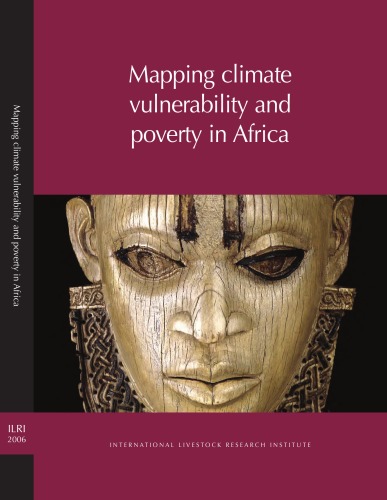 Mapping climate
vulnerability and
poverty in Africa
Mapping climate vulnerability and poverty in Africa
ILRI
2006
INTERNATIONAL LIVESTOCK RESEARCH INSTITUTE